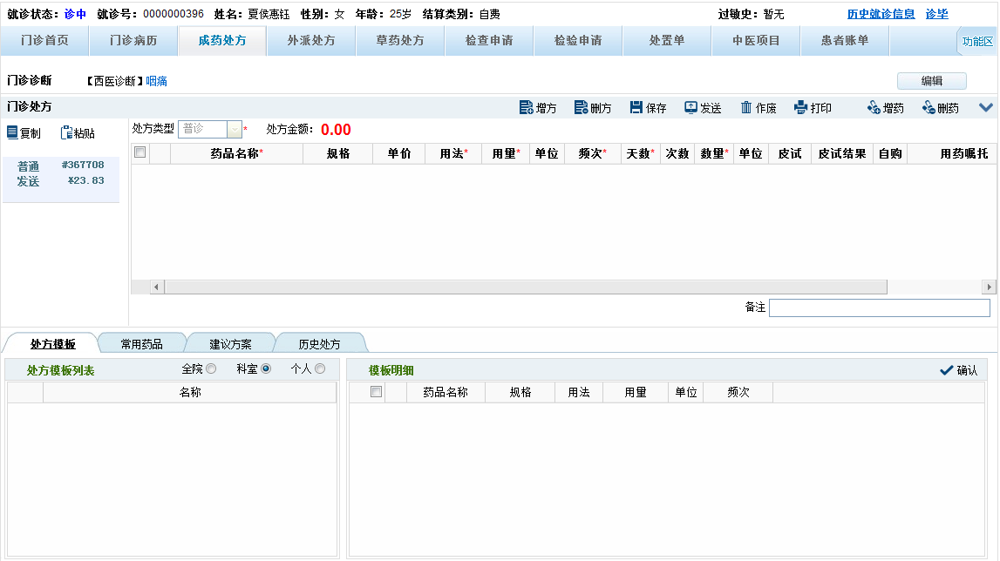 就诊状态：诊中 就诊号：0000000396 姓名：夏侯惠钰 性别：女 年龄：25岁 结算类别：自费 过敏史：暂无 历史就诊信息 诊毕
门诊首页 门诊病历 成药处方 外派处方 草药处方 检查申请 检验申请 处置单 中医项目 患者账单 功能区
门诊诊断 【西医诊断】咽痛 编辑
门诊处方 增方 删方 保存 发送 作废 打印 增药 删药
复制 粘贴 处方类型 普诊 * 处方金额：0.00
药品名称* 规格 单价 用法* 用量* 单位 频次* 天数* 次数 数量* 单位 皮试 皮试结果 自购 用药嘱托
普通 #367708
发送 ¥23.83
备注
处方模板 常用药品 建议方案 历史处方
处方模板列表 全院 科室 个人 模板明细 确认
名称 药品名称 规格 用法 用量 单位 频次